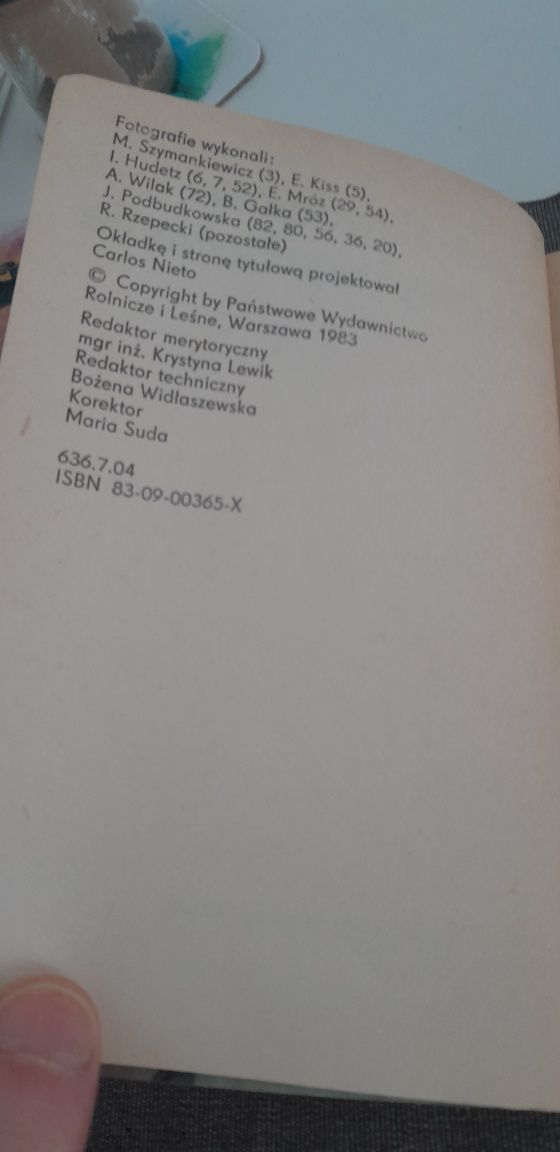 Fotografie wykonali:
M. Szymankiewicz (3), E. Kiss (5),
I. Hudetz (6, 7, 52), E. Mróz (29, 54),
A. Wilak (72), B. Gałka (53),
J. Podbudkowska (82, 80, 56, 36, 20),
R. Rzepecki (pozostałe)
Okładkę i stronę tytułową projektował
Carlos Nieto
© Copyright by Państwowe Wydawnictwo
Rolnicze i Leśne, Warszawa 1983
Redaktor merytoryczny
mgr inż. Krystyna Lewik
Redaktor techniczny
Bożena Widłaszewska
Korektor
Maria Suda
636.7.04
ISBN 83-09-00365-X